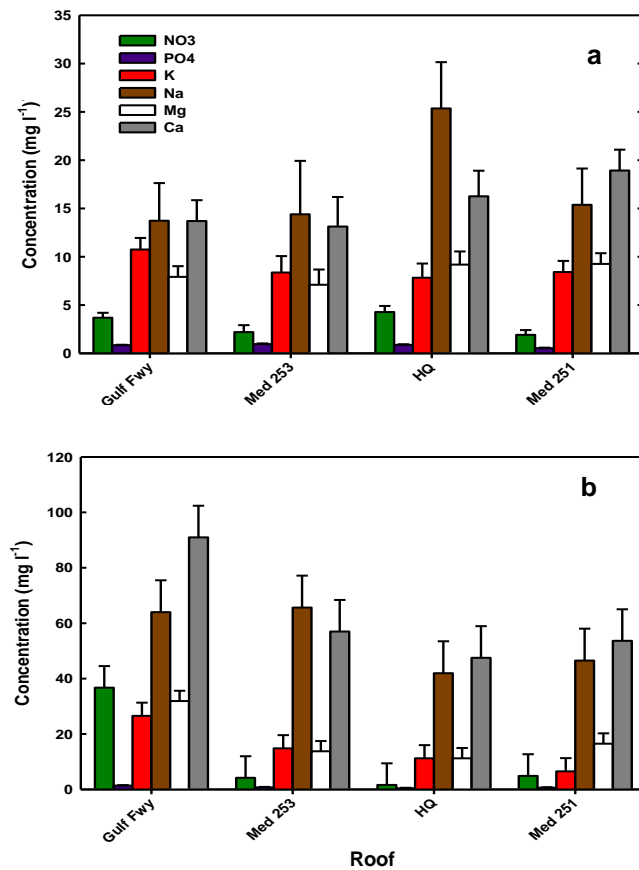 35
30
25
20
15
10
5
0
Concentration (mg l-1)
NO3
PO4
K
Na
Mg
Ca
a
Gulf Fwy
Med 253
HQ
Med 251
120
100
80
60
40
20
0
Concentration (mg l-1)
b
Gulf Fwy
Med 253
HQ
Med 251
Roof